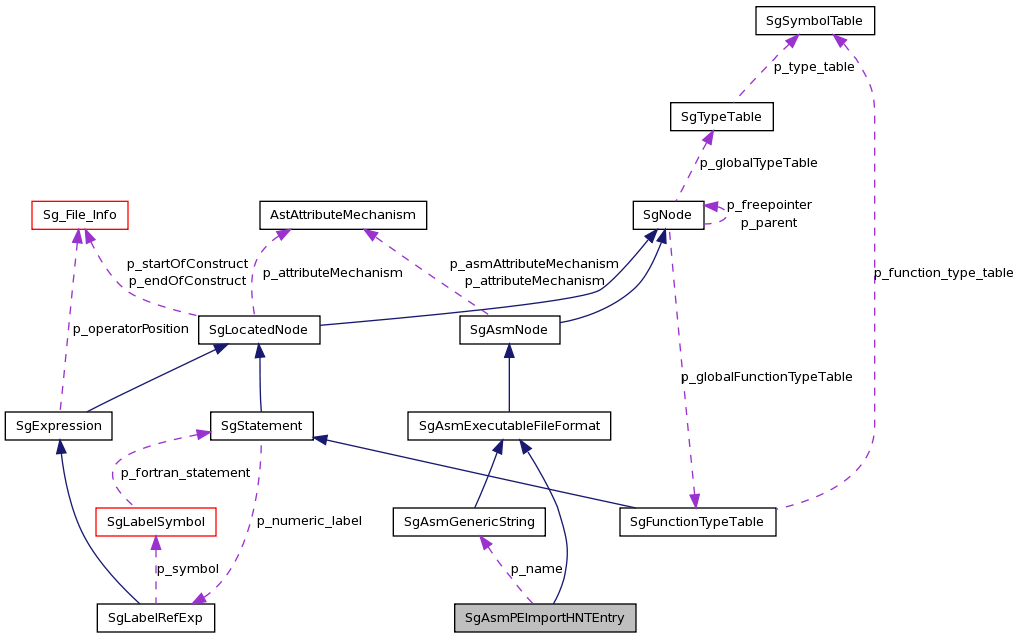 SgSymbolTable
p_type_table
SgTypeTable
p_globalTypeTable
Sg_File_Info
AstAttributeMechanism
SgNode
p_freepointer
p_parent
p_startOfConstruct
p_endOfConstruct
p_attributeMechanism
p_asmAttributeMechanism
p_attributeMechanism
p_function_type_table
p_operatorPosition
SgLocatedNode
SgAsmNode
p_globalFunctionTypeTable
SgExpression
SgStatement
SgAsmExecutableFileFormat
p_fortran_statement
SgLabelSymbol
p_numeric_label
SgAsmGenericString
SgFunctionTypeTable
p_symbol
p_name
SgLabelRefExp
SgAsmPEImportHNTEntry